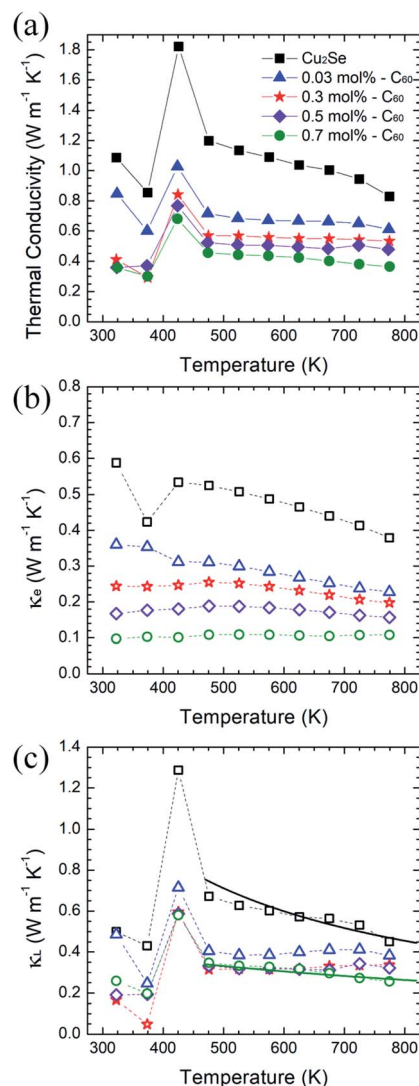 (a)
1.8
1.6
1.4
1.2
1.0
0.8
0.6
0.4
0.2
0.0
Thermal Conducivity (W m⁻¹ K⁻¹)
Cu₂Se
0.03 mol% - C₆₀
0.3 mol% - C₆₀
0.5 mol% - C₆₀
0.7 mol% - C₆₀
300 400 500 600 700 800
Temperature (K)
(b)
0.8
0.7
0.6
0.5
0.4
0.3
0.2
0.1
0.0
κe (W m⁻¹ K⁻¹)
300 400 500 600 700 800
Temperature (K)
(c)
1.4
1.2
1.0
0.8
0.6
0.4
0.2
0.0
κL (W m⁻¹ K⁻¹)
300 400 500 600 700 800
Temperature (K)